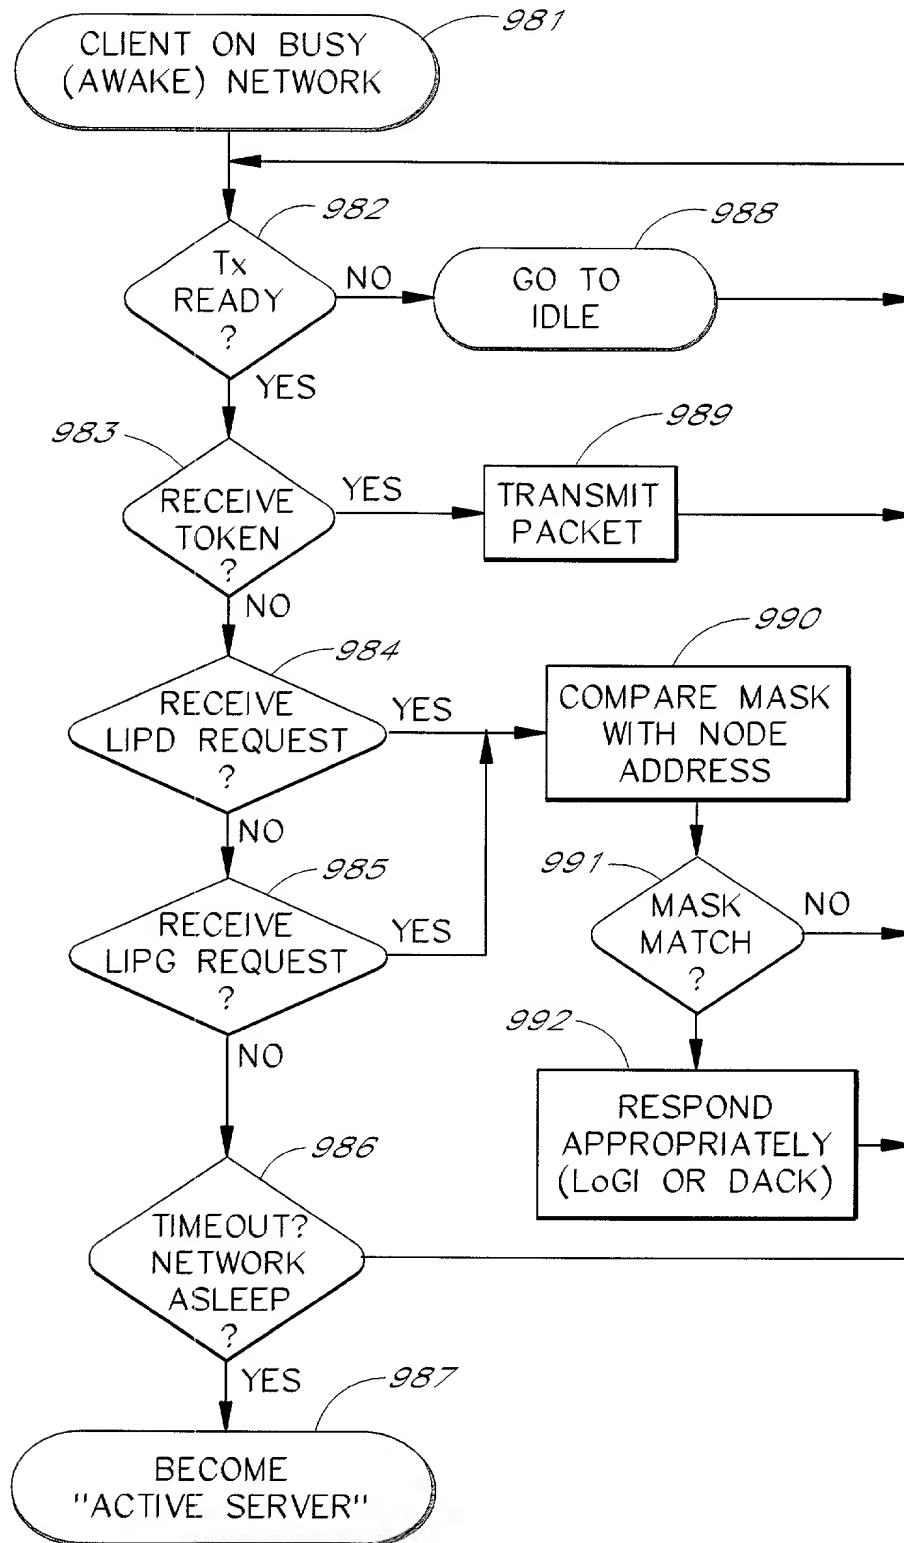 981
CLIENT ON BUSY
(AWAKE) NETWORK
982
Tx
READY
?
NO
988
GO TO
IDLE
YES
983
RECEIVE
TOKEN
?
YES
989
TRANSMIT
PACKET
NO
984
RECEIVE
LIPD REQUEST
?
YES
990
COMPARE MASK
WITH NODE
ADDRESS
NO
985
RECEIVE
LIPG REQUEST
?
YES
991
MASK
MATCH
?
NO
NO
992
RESPOND
APPROPRIATELY
(LoGI OR DACK)
986
TIMEOUT?
NETWORK
ASLEEP
?
YES
987
BECOME
"ACTIVE SERVER"